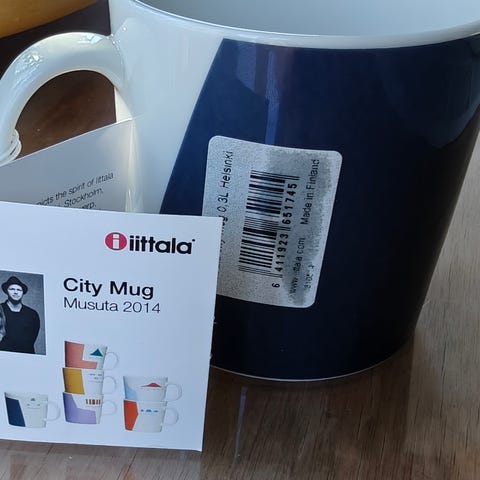 icts the spirit of iittala
Stockholm,
iittala
City Mug
Musuta 2014
0,3L Helsinki
6 411923 651745
www.iittala.com Made in Finland